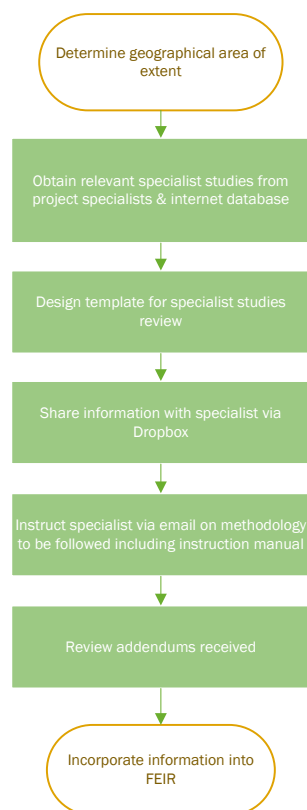 Determine geographical area of
extent
Obtain relevant specialist studies from
project specialists & internet database
Design template for specialist studies
review
Share information with specialist via
Dropbox
Instruct specialist via email on methodology
to be followed including instruction manual
Review addendums received
Incorporate information into
FEIR